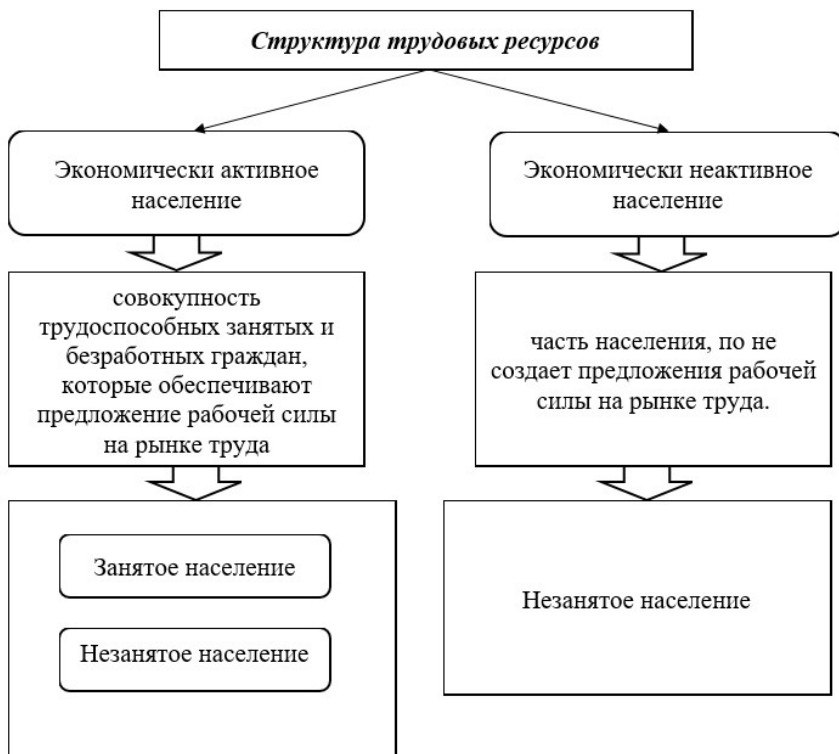 Структура трудовых ресурсов
Экономически активное
население
Экономически неактивное
население
совокупность
трудоспособных занятых и
безработных граждан,
которые обеспечивают
предложение рабочей силы
на рынке труда
часть населения, по не
создает предложения рабочей
силы на рынке труда.
Занятое население
Незанятое население
Незанятое население